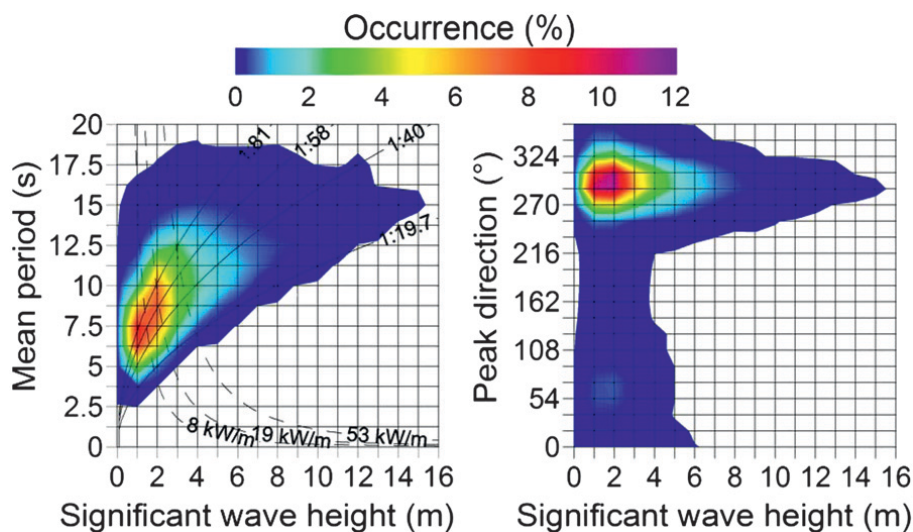 Occurrence (%)
0 2 4 6 8 10 12
Mean period (s)
20
17.5
15
12.5
10
7.5
5
2.5
0
1:81
1:58
1:40
1:19.7
8 kW/m
19 kW/m
53 kW/m
0 2 4 6 8 10 12 14 16
Significant wave height (m)
Peak direction (°)
324
270
216
162
108
54
0
0 2 4 6 8 10 12 14 16
Significant wave height (m)